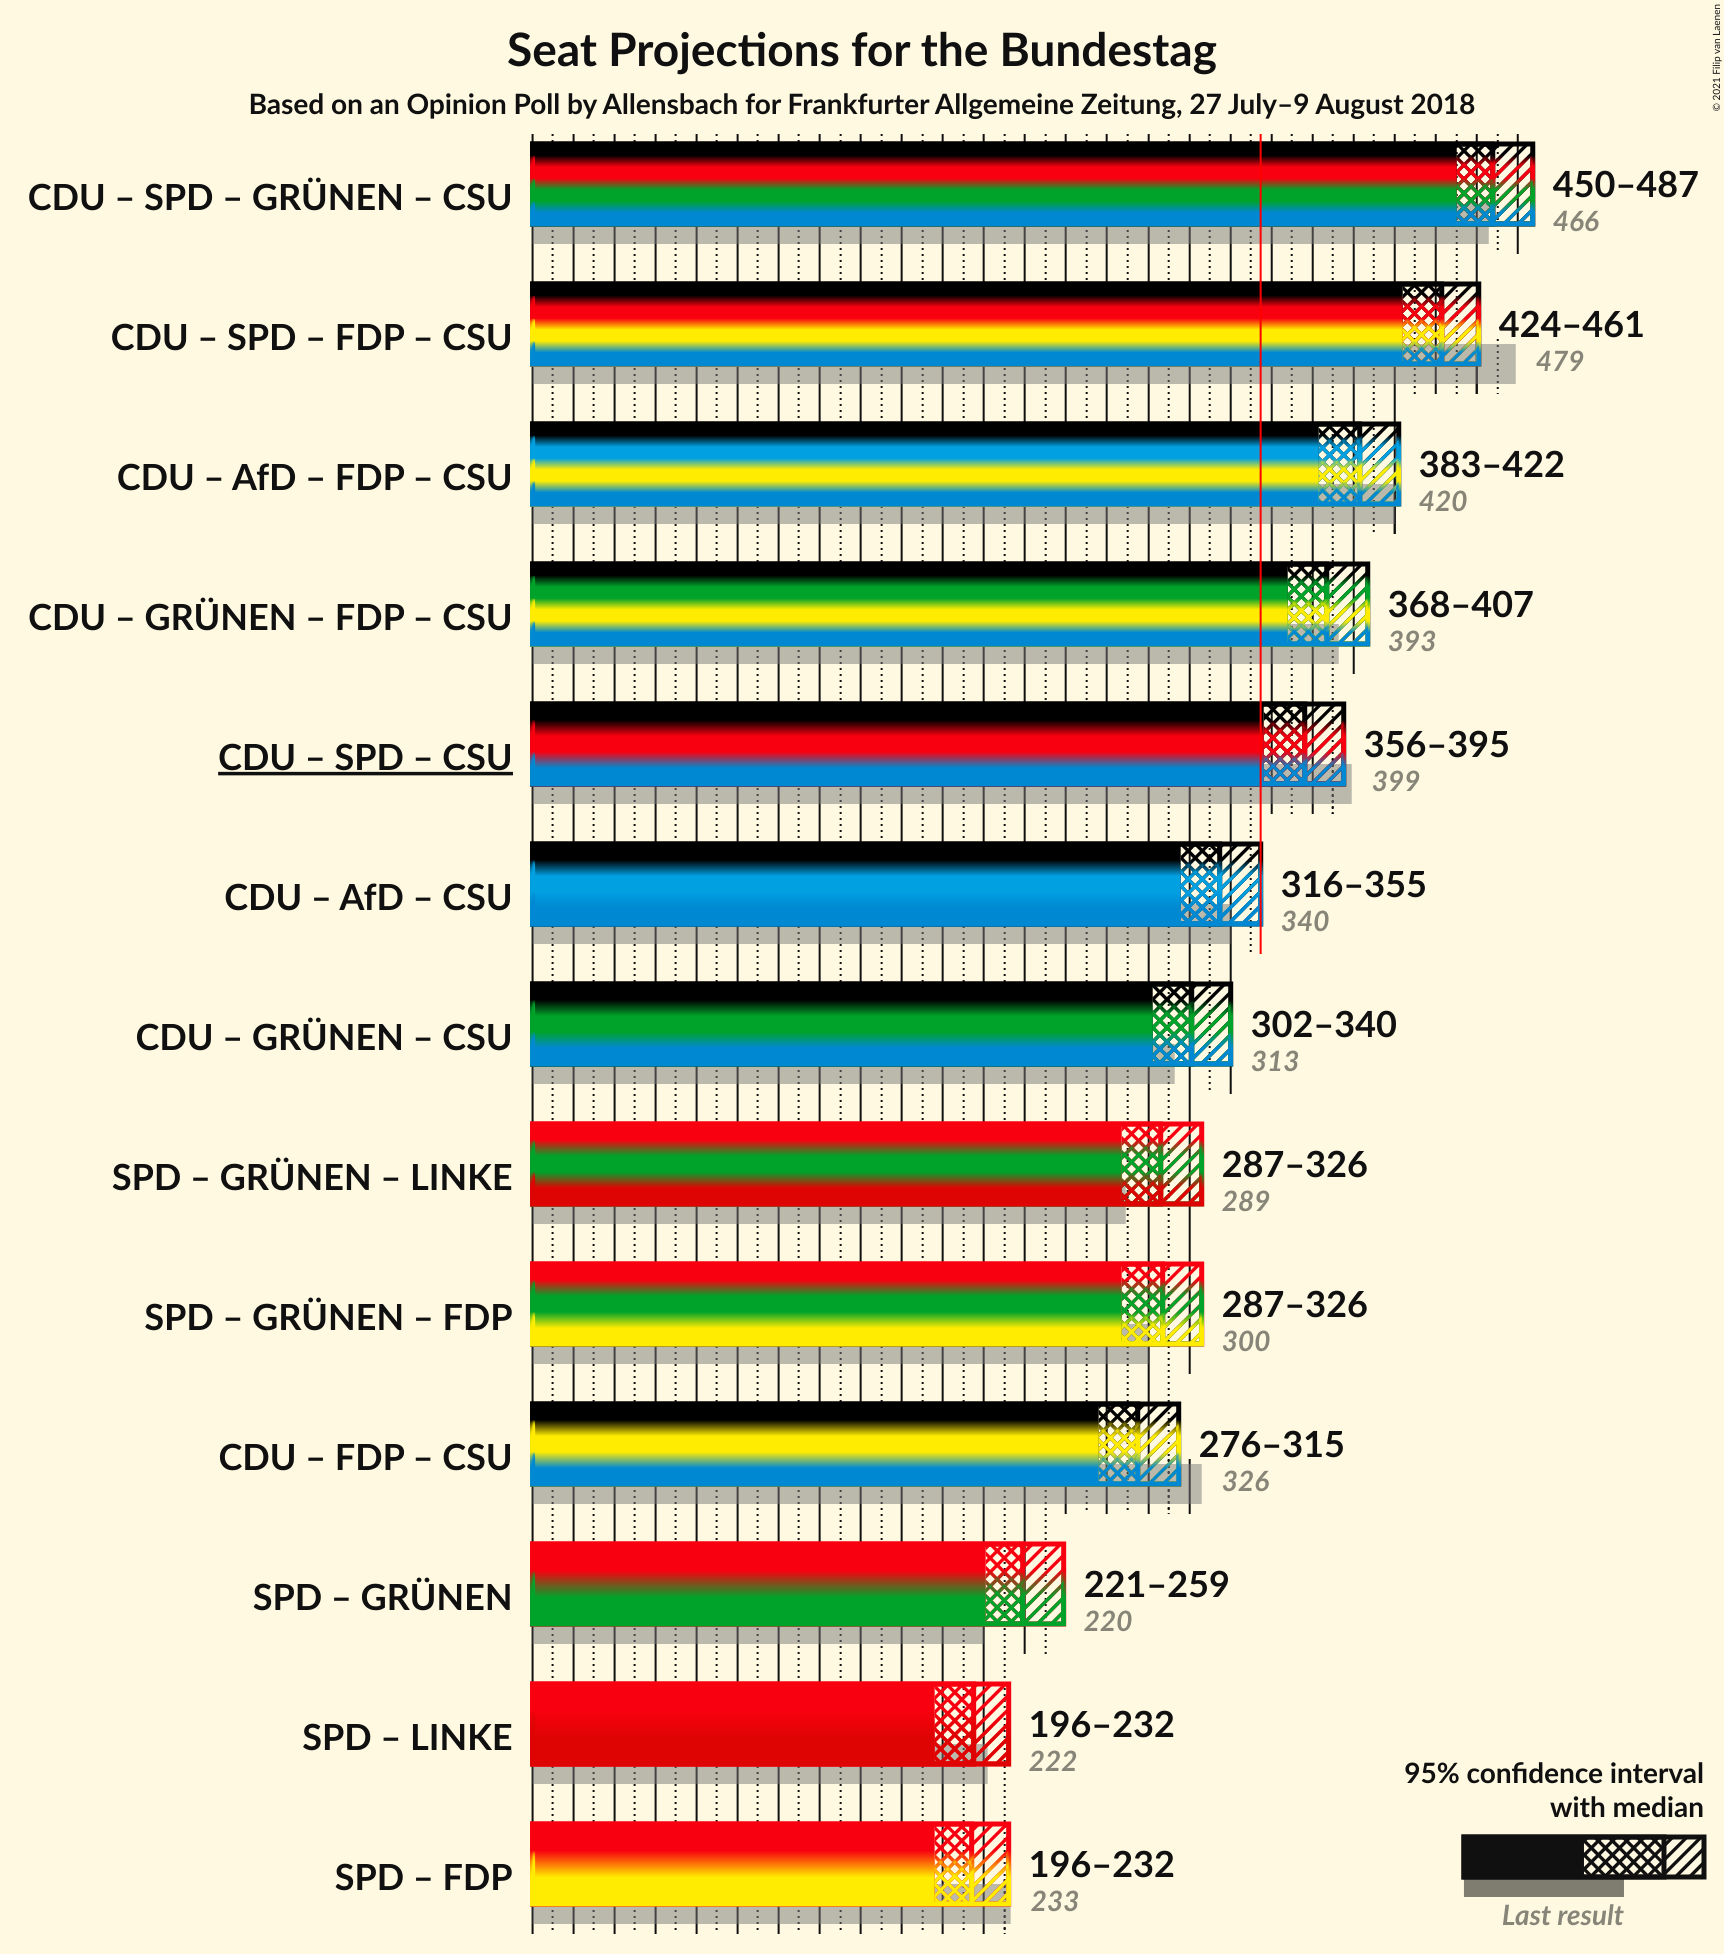 Seat Projections for the Bundestag
Based on an Opinion Poll by Allensbach for Frankfurter Allgemeine Zeitung, 27 July–9 August 2018
© 2021 Filip van Laenen
CDU – SPD – GRÜNEN – CSU
450–487
466
CDU – SPD – FDP – CSU
424–461
479
CDU – AfD – FDP – CSU
383–422
420
CDU – GRÜNEN – FDP – CSU
368–407
393
CDU – SPD – CSU
356–395
399
CDU – AfD – CSU
316–355
340
CDU – GRÜNEN – CSU
302–340
313
SPD – GRÜNEN – LINKE
287–326
289
SPD – GRÜNEN – FDP
287–326
300
CDU – FDP – CSU
276–315
326
SPD – GRÜNEN
221–259
220
SPD – LINKE
196–232
222
SPD – FDP
196–232
233
95% confidence interval
with median
Last result